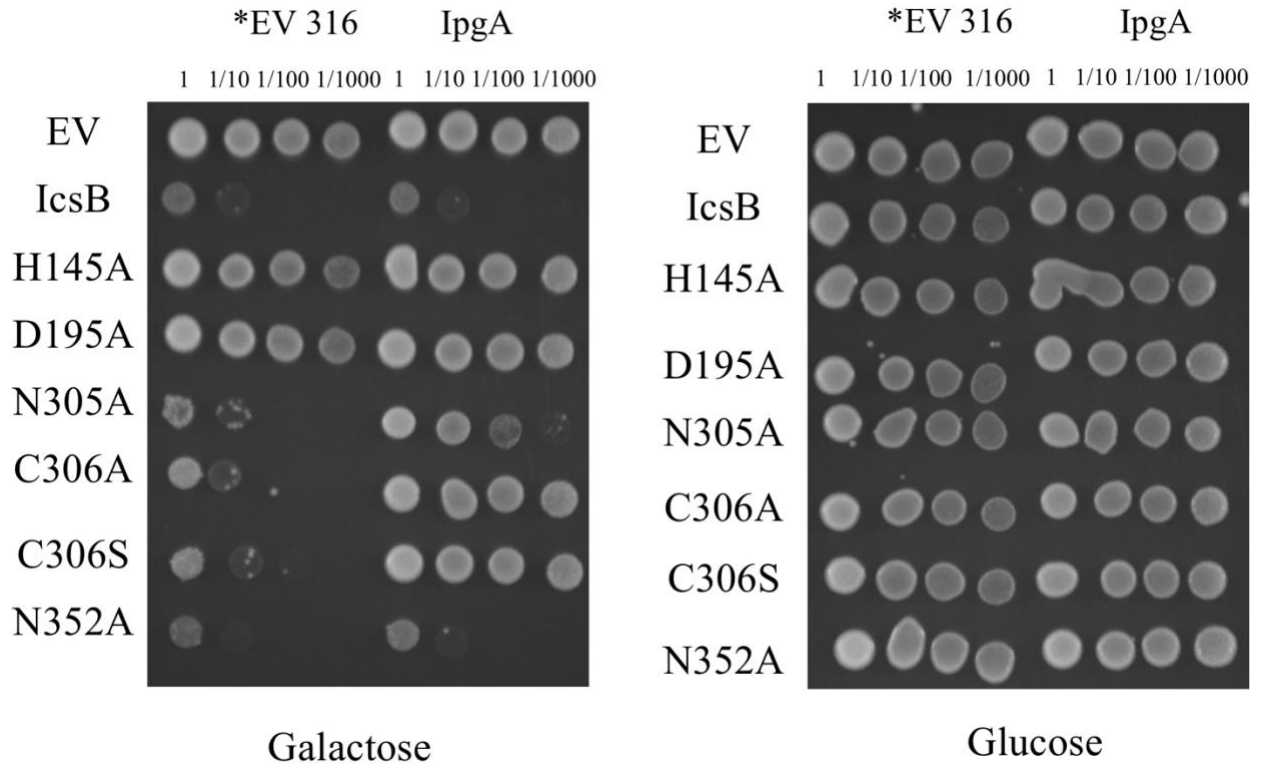 *EV 316 IpgA
1 1/10 1/100 1/1000 1 1/10 1/100 1/1000
EV
IcsB
H145A
D195A
N305A
C306A
C306S
N352A
Galactose
*EV 316 IpgA
1 1/10 1/100 1/1000 1 1/10 1/100 1/1000
EV
IcsB
H145A
D195A
N305A
C306A
C306S
N352A
Glucose